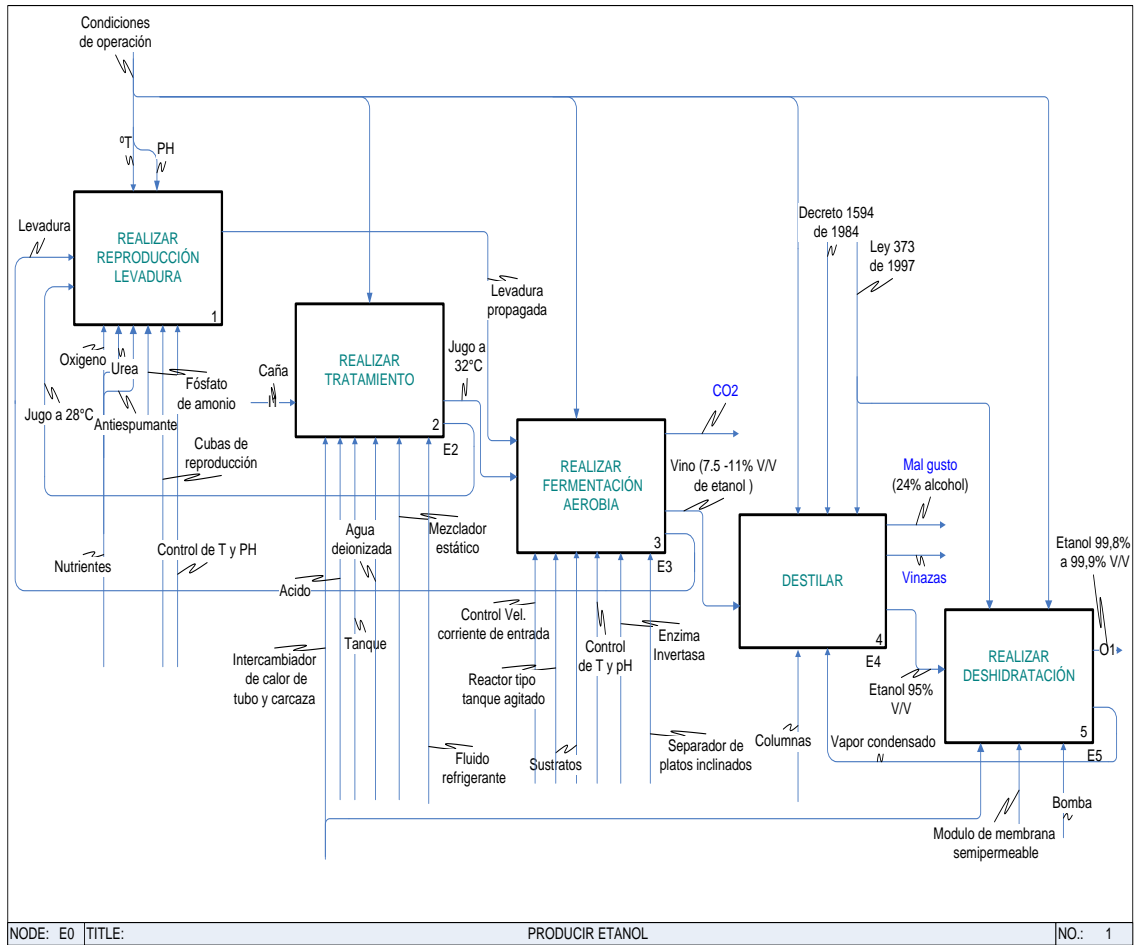 Condiciones
de operación
ºT
PH
Levadura
REALIZAR
REPRODUCCIÓN
LEVADURA
1
Decreto 1594
de 1984
Ley 373
de 1997
Levadura
propagada
Oxigeno
Urea
Fósfato
de amonio
Jugo a 28°C
Antiespumante
Cubas de
reproducción
Caña
I1
REALIZAR
TRATAMIENTO
2
E2
Jugo a
32°C
CO2
REALIZAR
FERMENTACIÓN
AEROBIA
3
E3
Vino (7.5 -11% V/V
de etanol )
Mal gusto
(24% alcohol)
Vinazas
Nutrientes
Control de T y PH
Acido
Agua
deionizada
Tanque
Mezclador
estático
Intercambiador
de calor de
tubo y carcaza
Fluido
refrigerante
Control Vel.
corriente de entrada
Reactor tipo
tanque agitado
Sustratos
Control
de T y pH
Enzima
Invertasa
Separador de
platos inclinados
DESTILAR
4
E4
Etanol 95%
V/V
Etanol 99,8%
a 99,9% V/V
O1
REALIZAR
DESHIDRATACIÓN
5
E5
Columnas
Vapor condensado
Modulo de membrana
semipermeable
Bomba
NODE: E0 TITLE: PRODUCIR ETANOL NO.: 1